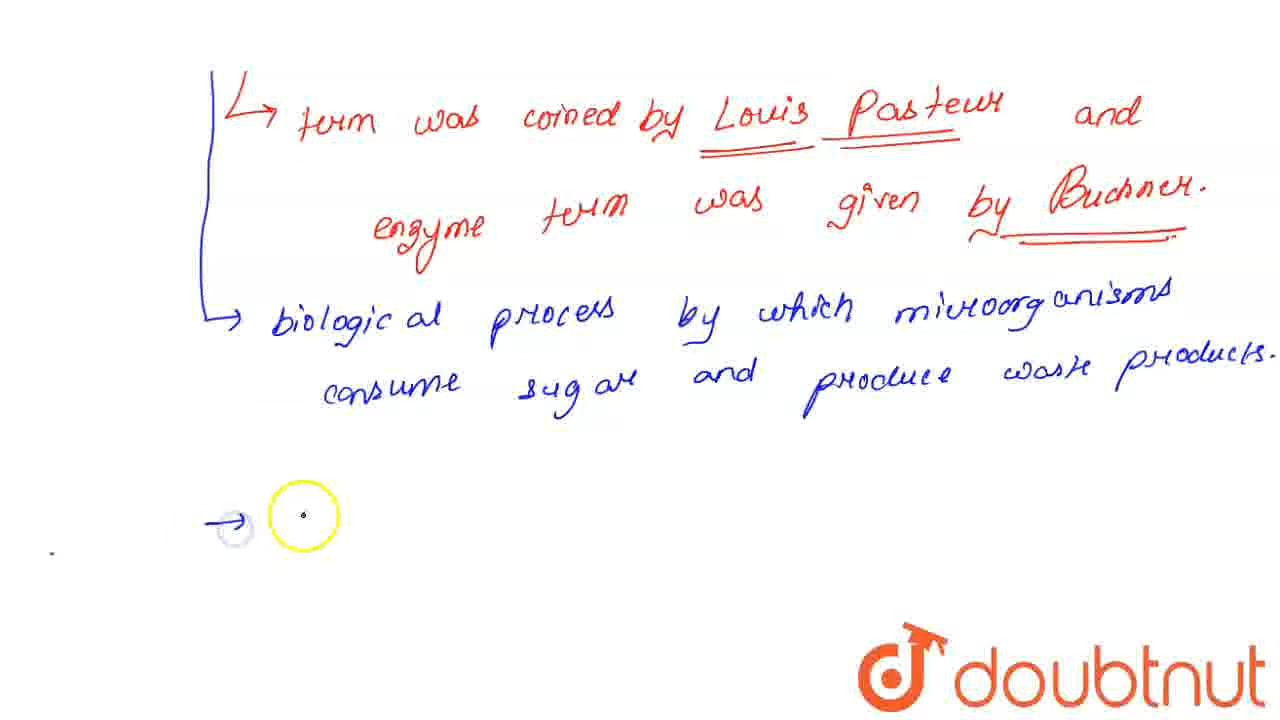 term was coined by Louis Pasteur and
enzyme term was given by Buchner.
biological process by which microorganisms
consume sugar and produce waste products.
doubtnut